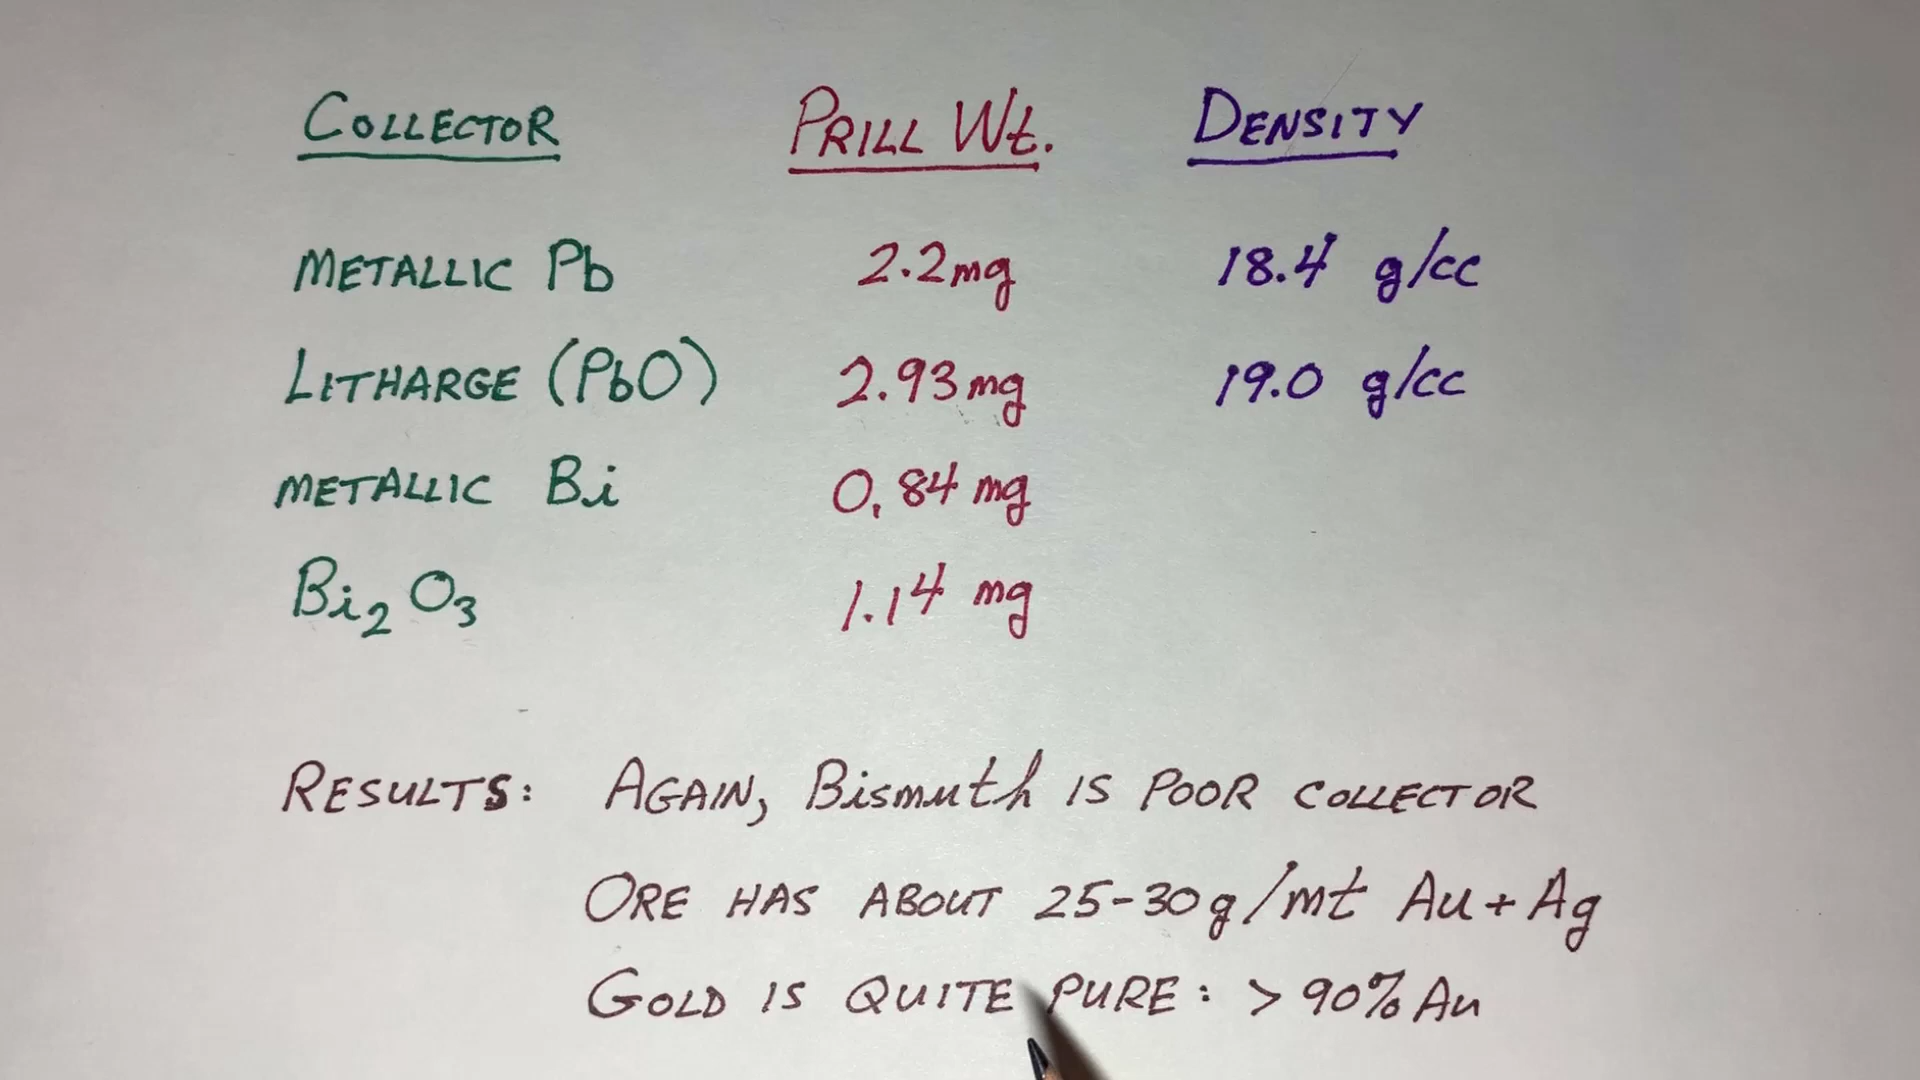 COLLECTOR PRILL Wt. DENSITY
METALLIC Pb 2.2mg 18.4 g/cc
LITHARGE (PbO) 2.93mg 19.0 g/cc
METALLIC Bi 0,84 mg
Bi2O3 1.14 mg
RESULTS: AGAIN, Bismuth IS POOR COLLECTOR
ORE HAS ABOUT 25-30g/mt Au + Ag
GOLD IS QUITE PURE: > 90% Au